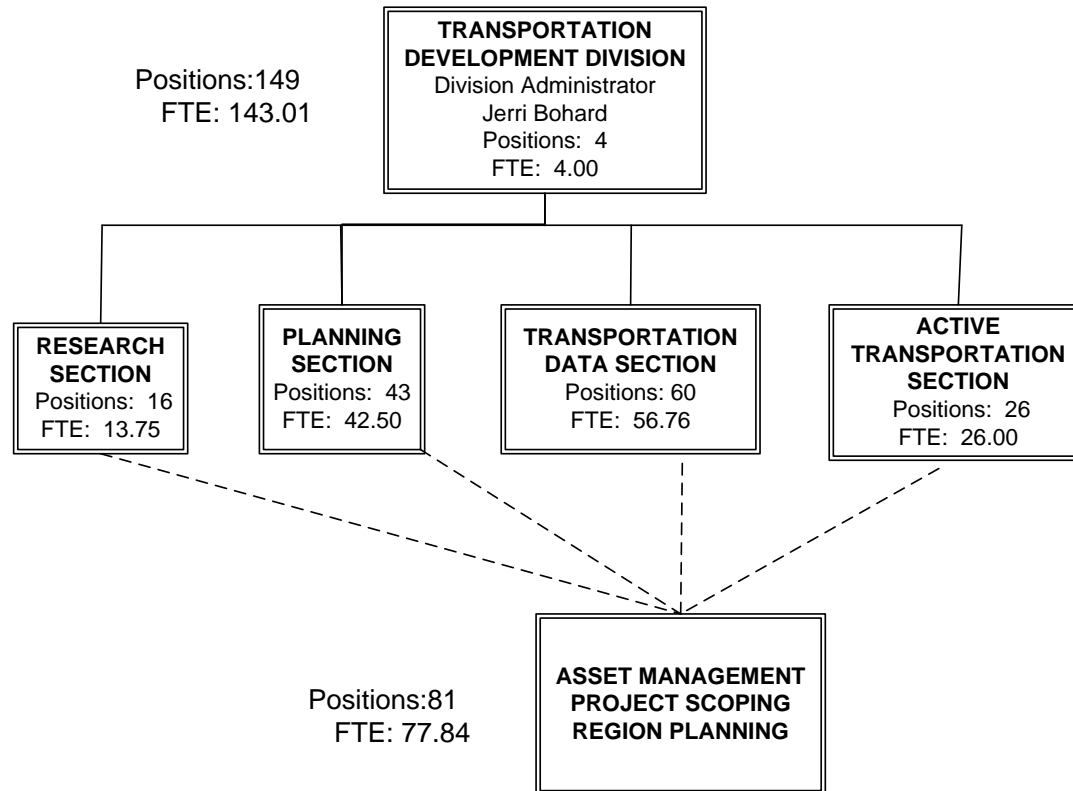 TRANSPORTATION
DEVELOPMENT DIVISION
Division Administrator
Jerri Bohard
Positions: 4
FTE: 4.00
Positions:149
FTE: 143.01
RESEARCH
SECTION
Positions: 16
FTE: 13.75
PLANNING
SECTION
Positions: 43
FTE: 42.50
TRANSPORTATION
DATA SECTION
Positions: 60
FTE: 56.76
ACTIVE
TRANSPORTATION
SECTION
Positions: 26
FTE: 26.00
Positions:81
FTE: 77.84
ASSET MANAGEMENT
PROJECT SCOPING
REGION PLANNING